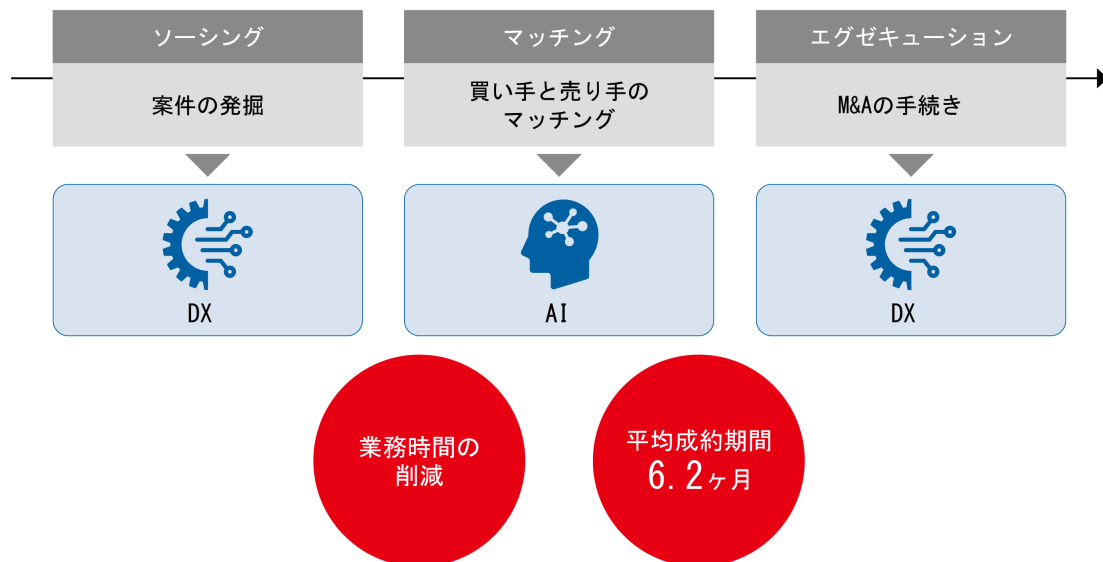 ソーシング
案件の発掘
マッチング
買い手と売り手の
マッチング
エグゼキューション
M&Aの手続き
DX
AI
DX
業務時間の
削減
平均成約期間
6.2ヶ月